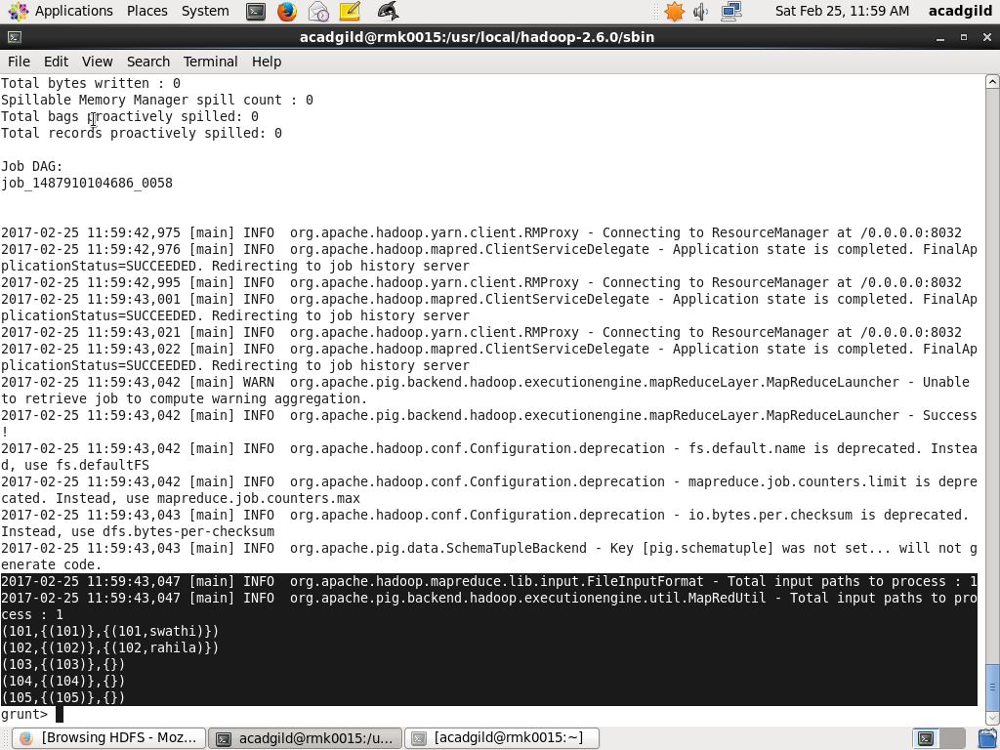 Applications Places System Sat Feb 25, 11:59 AM acadgild
acadgild@rmk0015:/usr/local/hadoop-2.6.0/sbin
File Edit View Search Terminal Help
Total bytes written : 0
Spillable Memory Manager spill count : 0
Total bags proactively spilled: 0
Total records proactively spilled: 0
Job DAG:
job_1487910104686_0058
2017-02-25 11:59:42,975 [main] INFO  org.apache.hadoop.yarn.client.RMProxy - Connecting to ResourceManager at /0.0.0.0:8032
2017-02-25 11:59:42,976 [main] INFO  org.apache.hadoop.mapred.ClientServiceDelegate - Application state is completed. FinalAp
plicationStatus=SUCCEEDED. Redirecting to job history server
2017-02-25 11:59:42,995 [main] INFO  org.apache.hadoop.yarn.client.RMProxy - Connecting to ResourceManager at /0.0.0.0:8032
2017-02-25 11:59:43,001 [main] INFO  org.apache.hadoop.mapred.ClientServiceDelegate - Application state is completed. FinalAp
plicationStatus=SUCCEEDED. Redirecting to job history server
2017-02-25 11:59:43,021 [main] INFO  org.apache.hadoop.yarn.client.RMProxy - Connecting to ResourceManager at /0.0.0.0:8032
2017-02-25 11:59:43,022 [main] INFO  org.apache.hadoop.mapred.ClientServiceDelegate - Application state is completed. FinalAp
plicationStatus=SUCCEEDED. Redirecting to job history server
2017-02-25 11:59:43,042 [main] WARN  org.apache.pig.backend.hadoop.executionengine.mapReduceLayer.MapReduceLauncher - Unable
to retrieve job to compute warning aggregation.
2017-02-25 11:59:43,042 [main] INFO  org.apache.pig.backend.hadoop.executionengine.mapReduceLayer.MapReduceLauncher - Success
!
2017-02-25 11:59:43,042 [main] INFO  org.apache.hadoop.conf.Configuration.deprecation - fs.default.name is deprecated. Instea
d, use fs.defaultFS
2017-02-25 11:59:43,042 [main] INFO  org.apache.hadoop.conf.Configuration.deprecation - mapreduce.job.counters.limit is depre
cated. Instead, use mapreduce.job.counters.max
2017-02-25 11:59:43,043 [main] INFO  org.apache.hadoop.conf.Configuration.deprecation - io.bytes.per.checksum is deprecated.
Instead, use dfs.bytes-per-checksum
2017-02-25 11:59:43,043 [main] INFO  org.apache.pig.data.SchemaTupleBackend - Key [pig.schematuple] was not set... will not g
enerate code.
2017-02-25 11:59:43,047 [main] INFO  org.apache.hadoop.mapreduce.lib.input.FileInputFormat - Total input paths to process : 1
2017-02-25 11:59:43,047 [main] INFO  org.apache.pig.backend.hadoop.executionengine.util.MapRedUtil - Total input paths to pro
cess : 1
(101,{(101)},{(101,swathi)})
(102,{(102)},{(102,rahila)})
(103,{(103)},{})
(104,{(104)},{})
(105,{(105)},{})
grunt>
[Browsing HDFS - Moz... acadgild@rmk0015:/u... [acadgild@rmk0015:~]